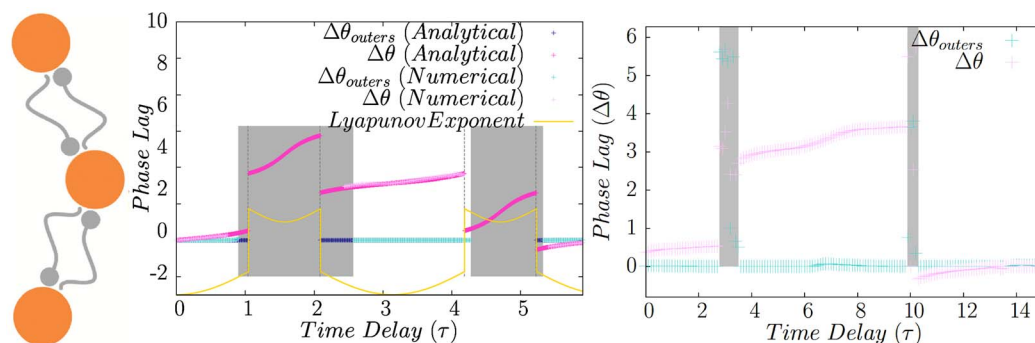 10
8
6
4
2
0
-2
Phase Lag
Δθouters (Analytical)
Δθ (Analytical)
Δθouters (Numerical)
Δθ (Numerical)
LyapunovExponent
0 1 2 3 4 5
Time Delay (τ)
6
5
4
3
2
1
0
Phase Lag (Δθ)
Δθouters
Δθ
0 2 4 6 8 10 12 14
Time Delay (τ)